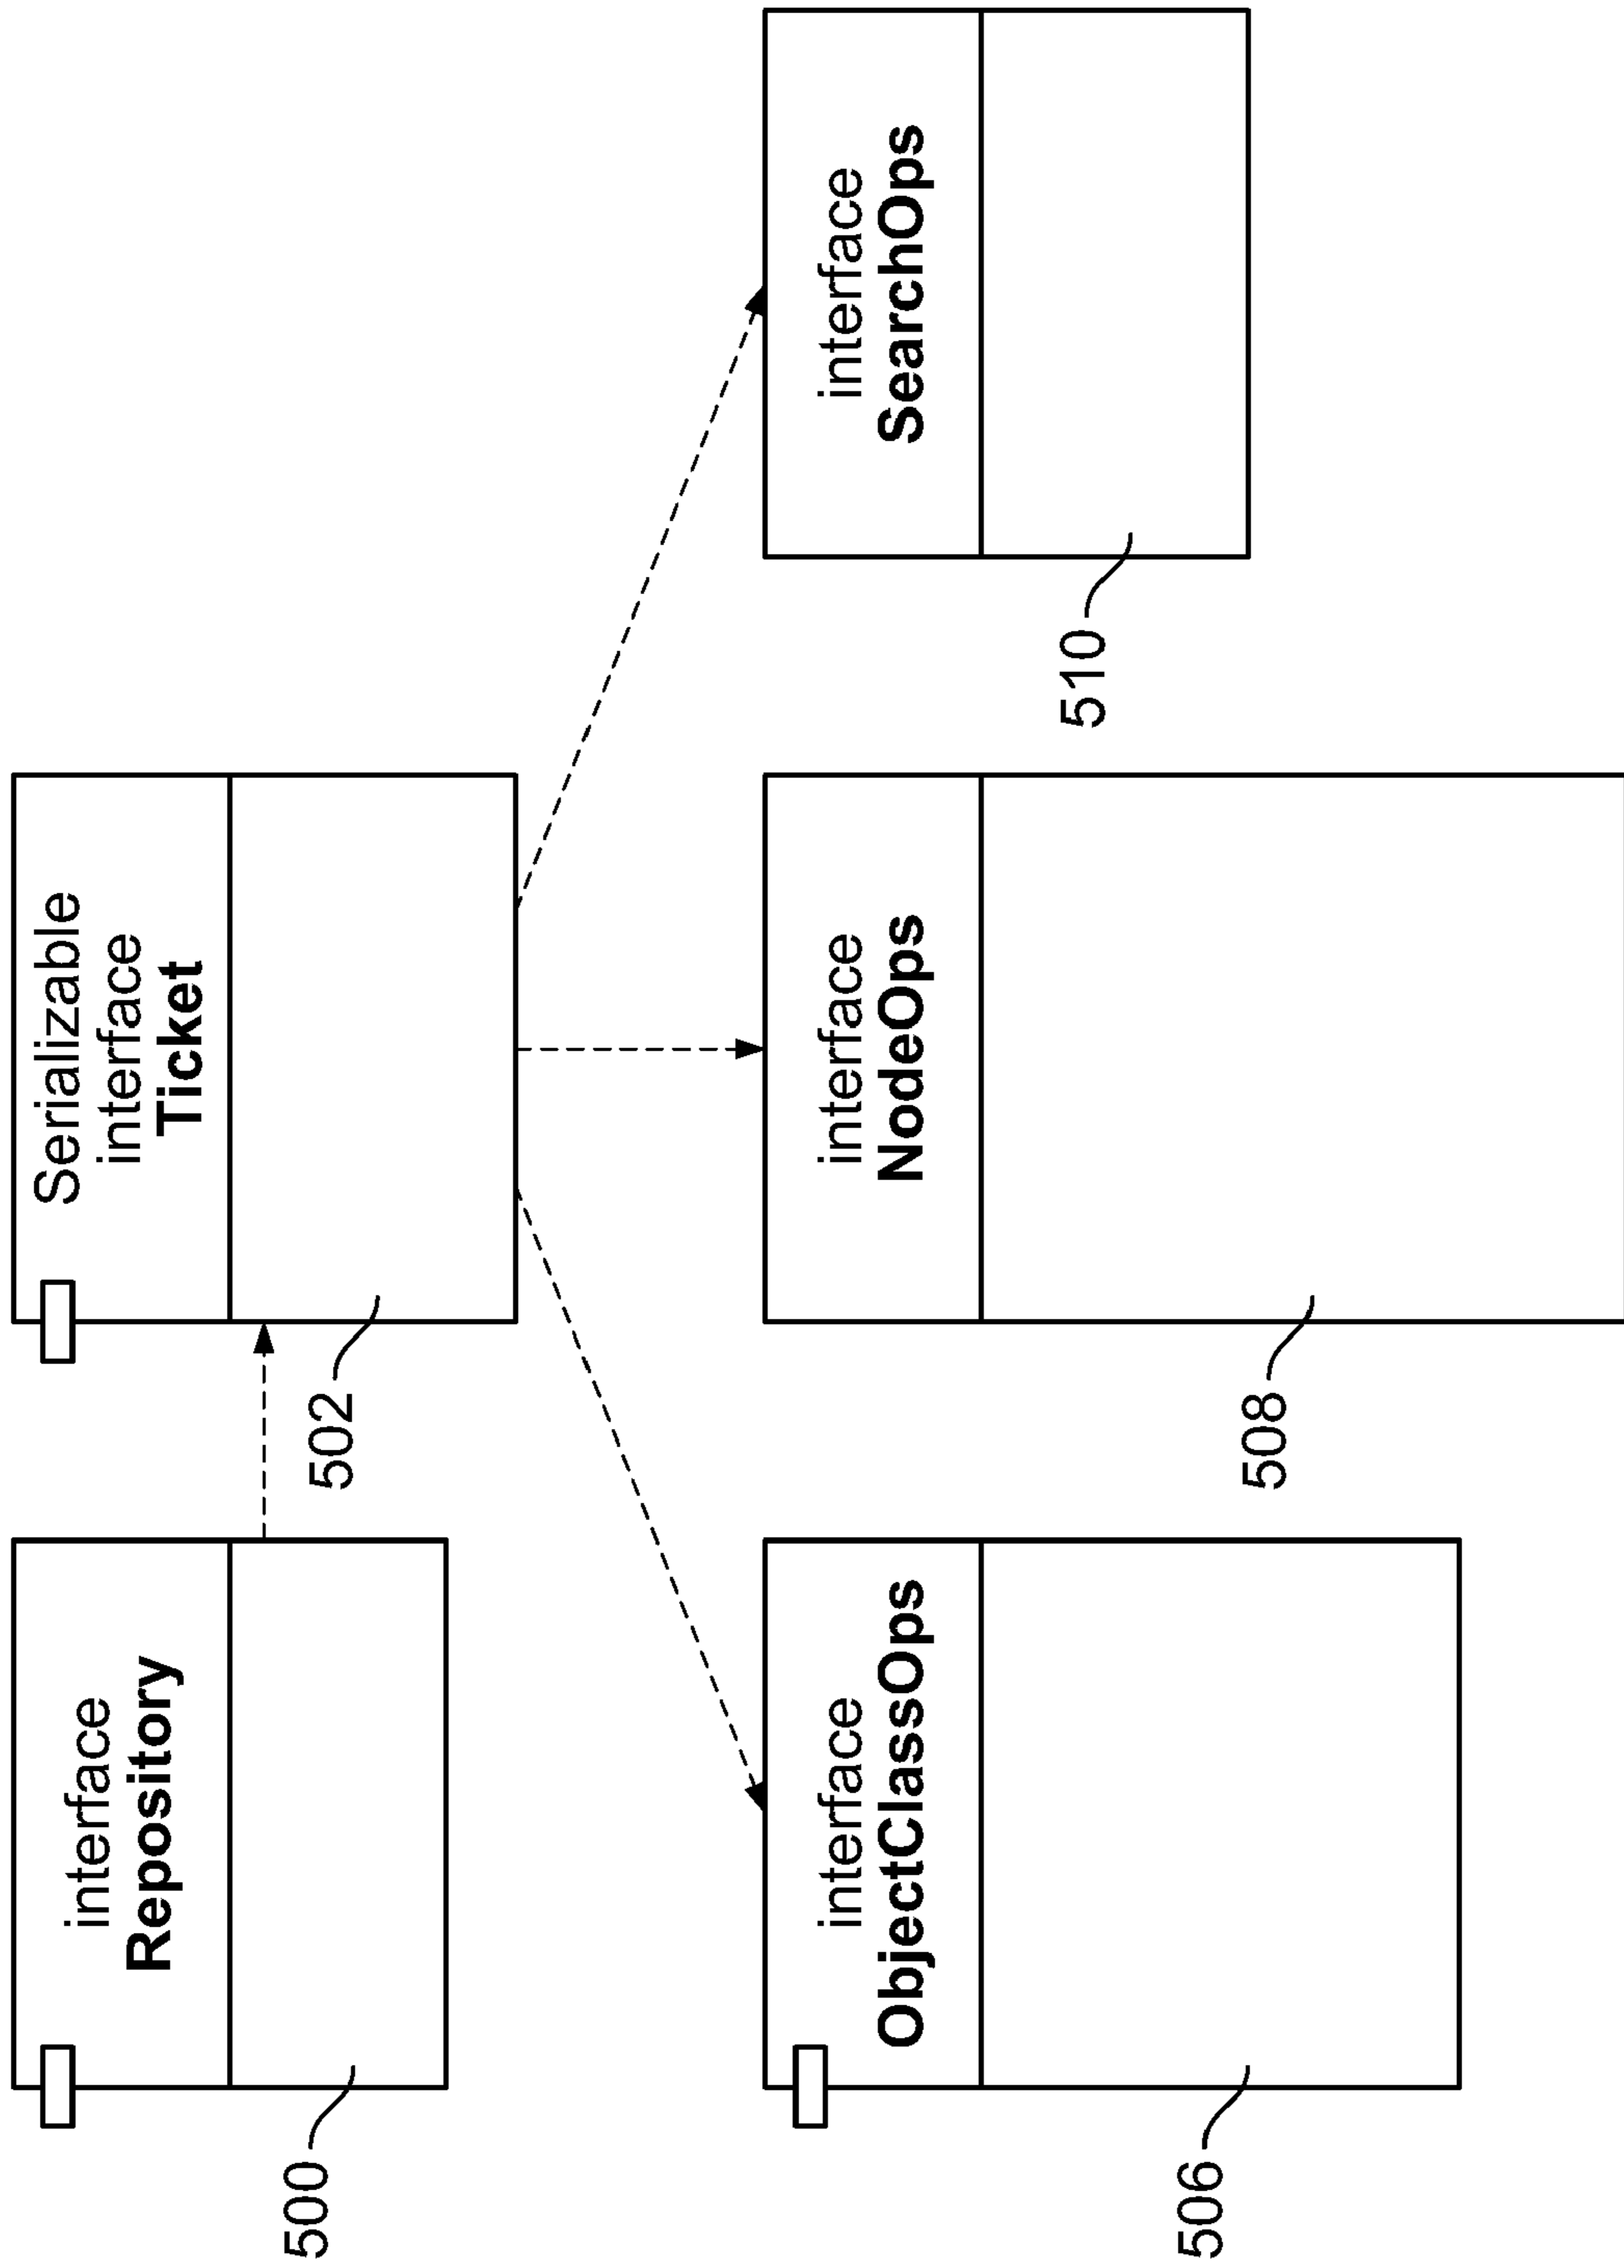 interface
Repository
500
Serializable
interface
Ticket
502
interface
ObjectClassOps
506
interface
NodeOps
508
interface
SearchOps
510